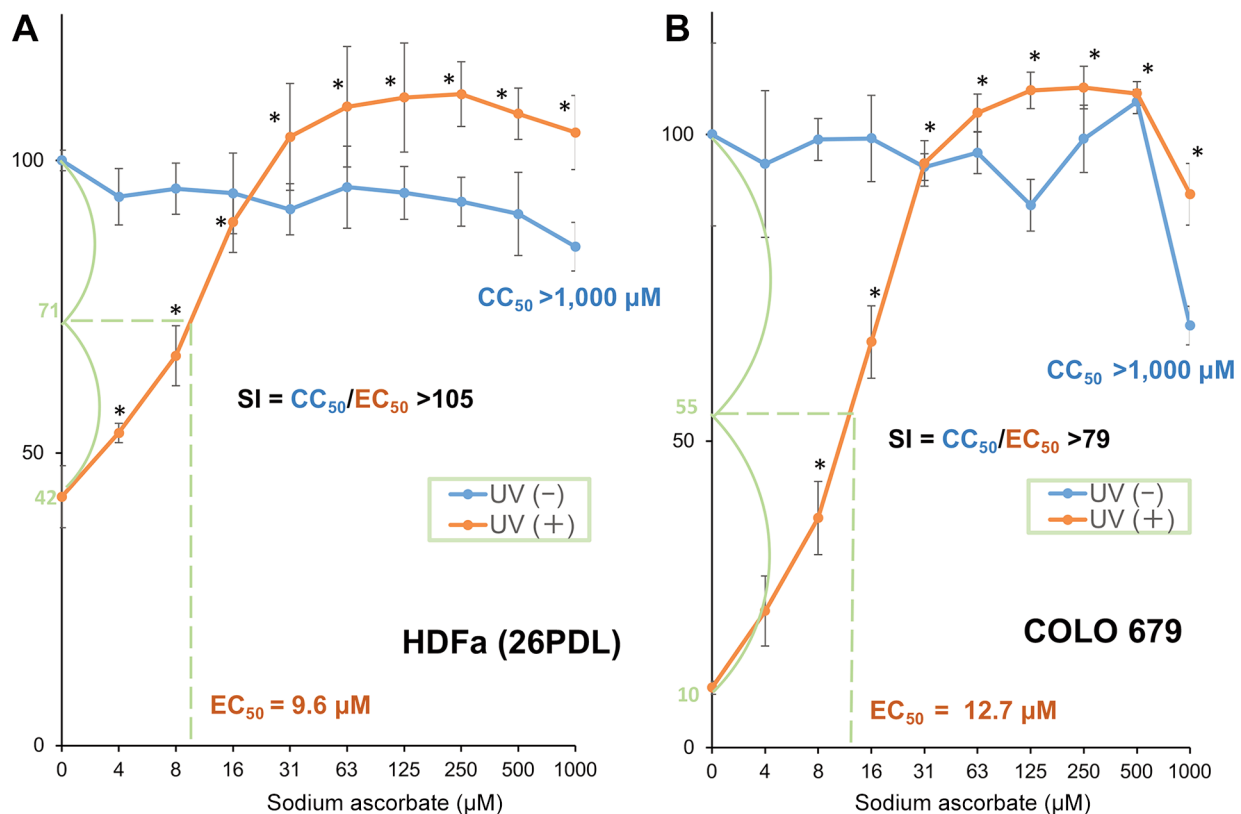 A
100
71
50
42
0
* * * * * * * * *
CC50 >1,000 μM
SI = CC50/EC50 >105
UV (−)
UV (+)
HDFa (26PDL)
EC50 = 9.6 μM
0 4 8 16 31 63 125 250 500 1000
Sodium ascorbate (μM)
B
100
55
50
10
0
* * * * * * * *
CC50 >1,000 μM
SI = CC50/EC50 >79
UV (−)
UV (+)
COLO 679
EC50 = 12.7 μM
0 4 8 16 31 63 125 250 500 1000
Sodium ascorbate (μM)